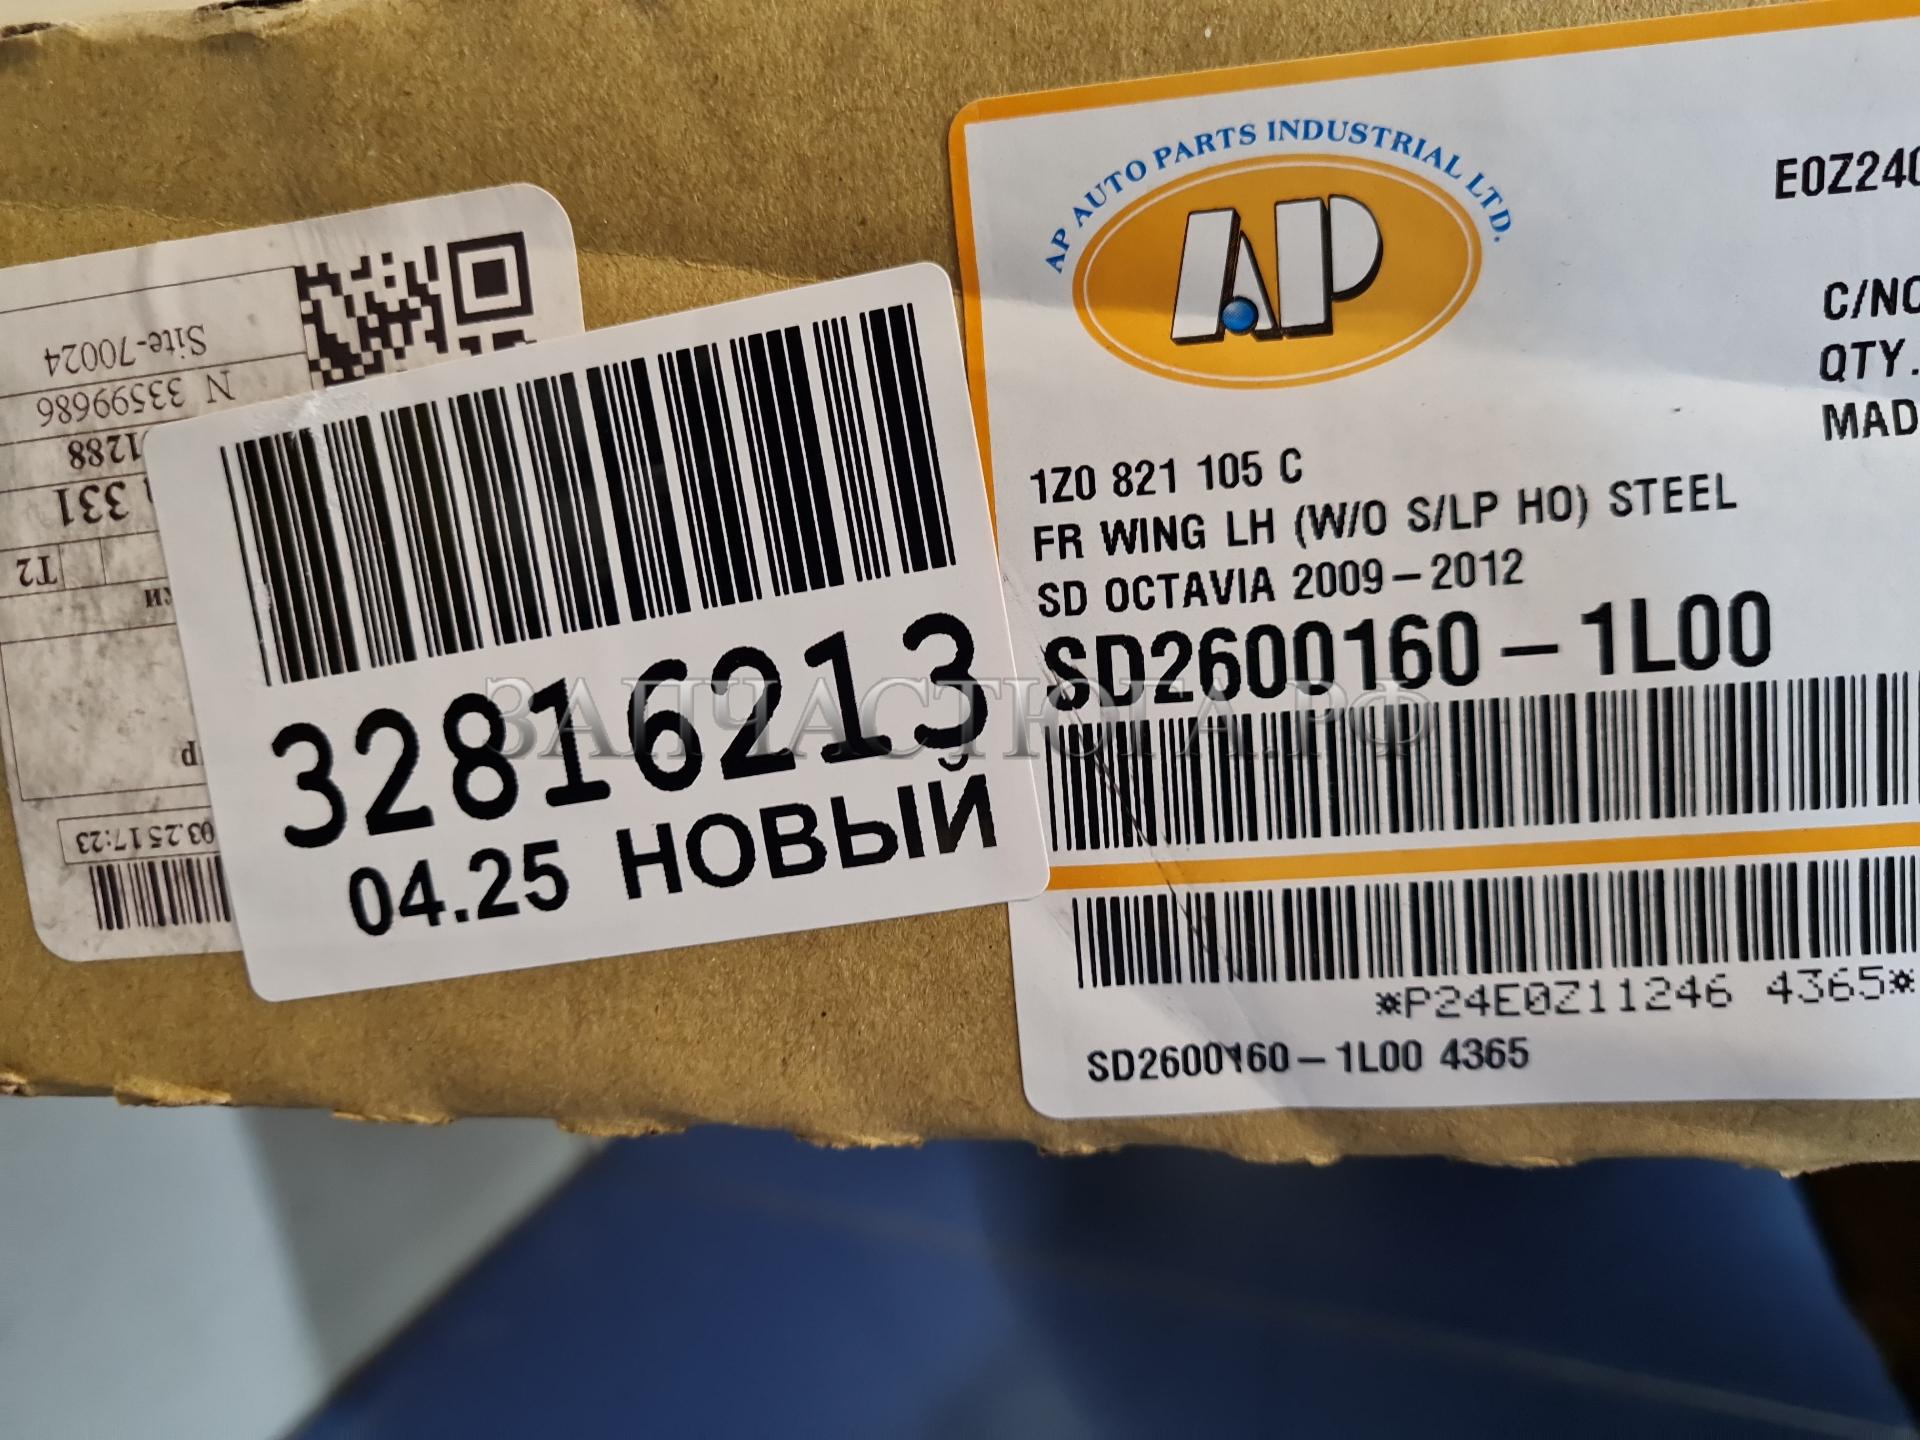 Site-70024
N 33599686
1288
331
T2
03.25 17:23
32816213
04.25 НОВЫЙ
ЗАПЧАСТЮГА.РФ
AP AUTO PARTS INDUSTRIAL LTD.
AP
E0Z240
C/NO
QTY.
MAD
1Z0 821 105 C
FR WING LH (W/O S/LP HO) STEEL
SD OCTAVIA 2009-2012
SD2600160-1L00
*P24E0Z11246 4365*
SD2600160-1L00 4365